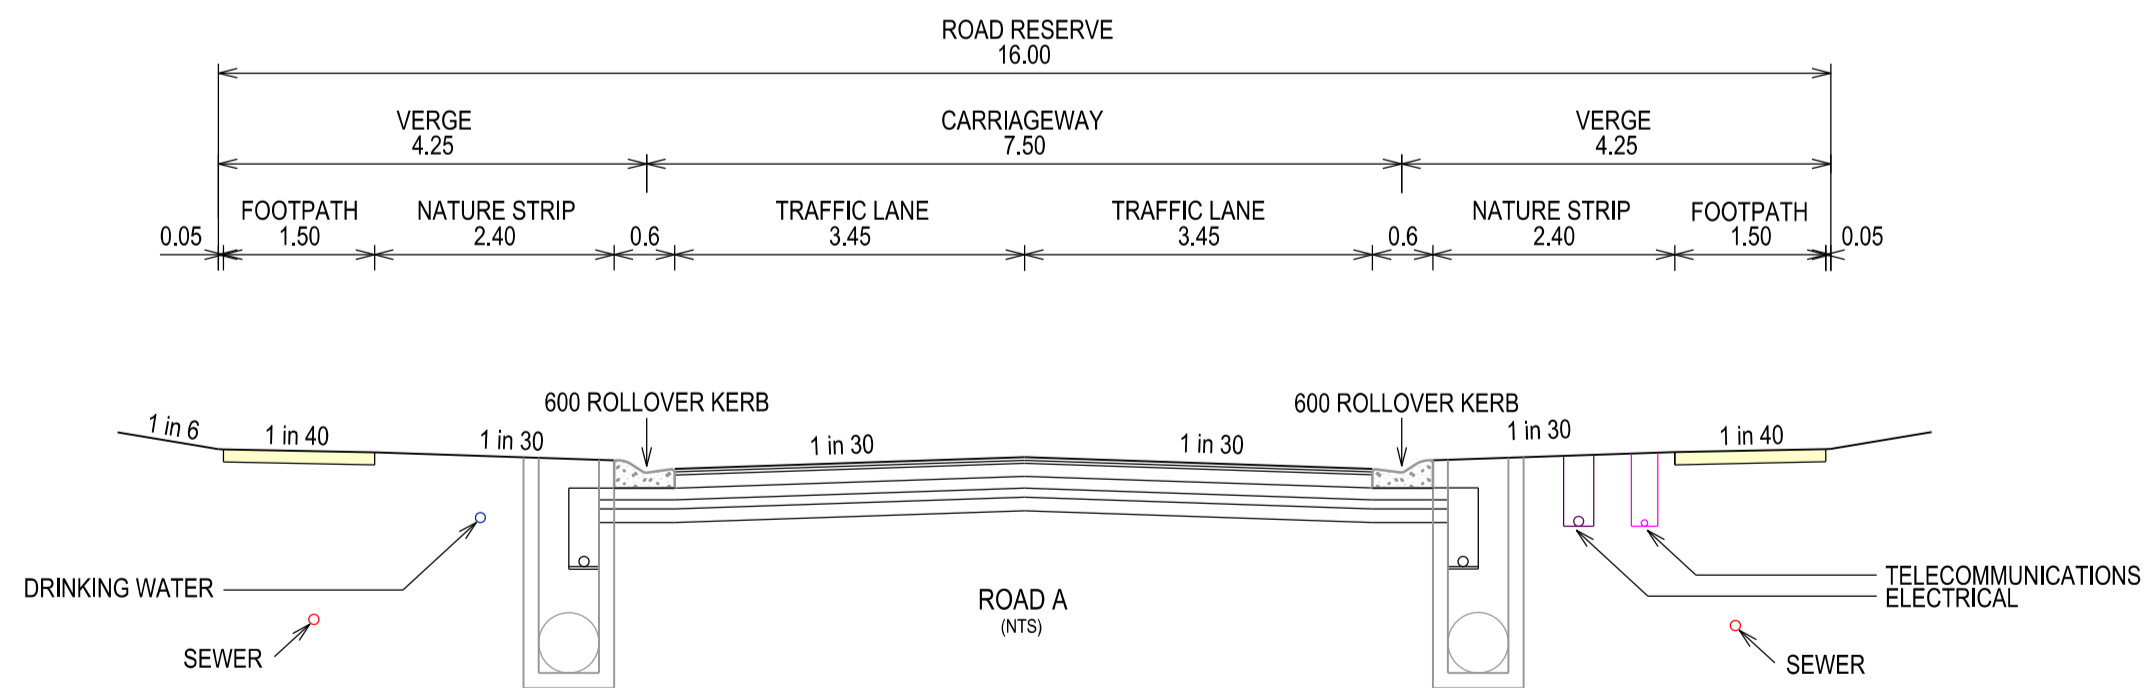 ROAD RESERVE
16.00
VERGE
4.25
CARRIAGEWAY
7.50
VERGE
4.25
0.05
FOOTPATH
1.50
NATURE STRIP
2.40
0.6
TRAFFIC LANE
3.45
TRAFFIC LANE
3.45
0.6
NATURE STRIP
2.40
FOOTPATH
1.50
0.05
1 in 6
1 in 40
1 in 30
600 ROLLOVER KERB
1 in 30
1 in 30
600 ROLLOVER KERB
1 in 30
1 in 40
DRINKING WATER
SEWER
ROAD A
(NTS)
TELECOMMUNICATIONS
ELECTRICAL
SEWER